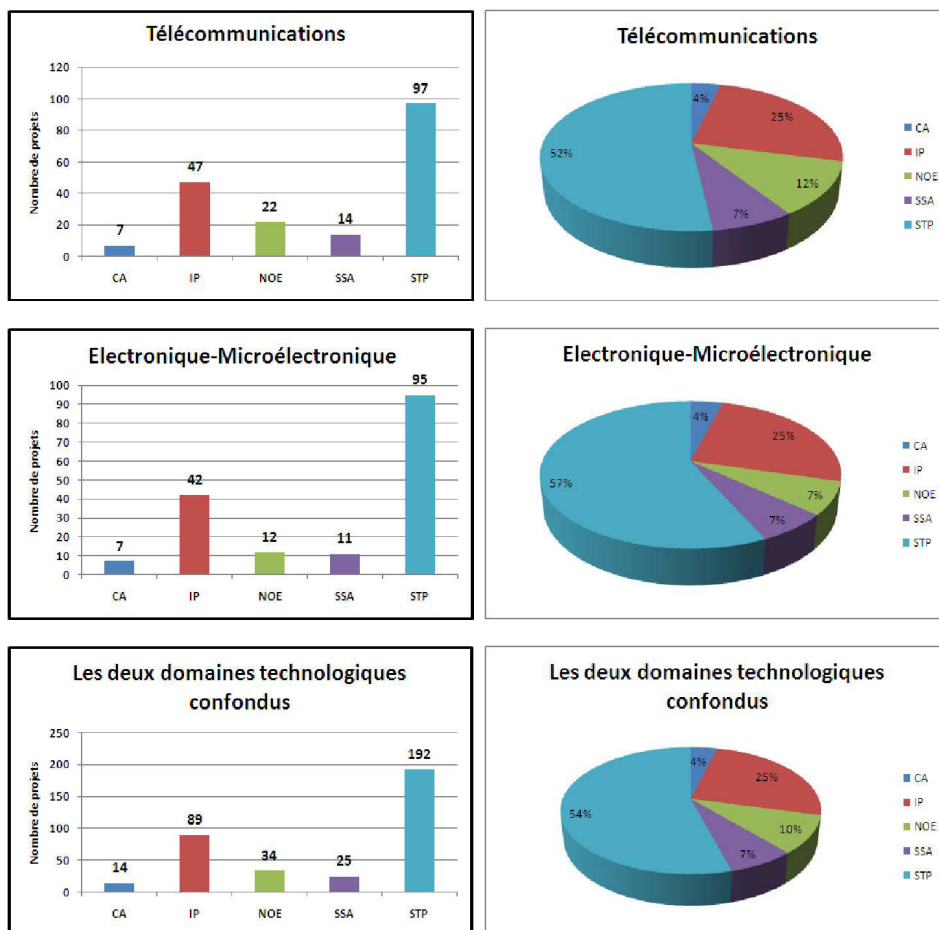 Télécommunications
Nombre de projets
120
100
80
60
40
20
0
7
47
22
14
97
CA IP NOE SSA STP
Télécommunications
4%
25%
12%
7%
52%
CA
IP
NOE
SSA
STP
Electronique-Microélectronique
Nombre de projets
100
90
80
70
60
50
40
30
20
10
0
7
42
12
11
95
CA IP NOE SSA STP
Electronique-Microélectronique
4%
25%
7%
7%
57%
CA
IP
NOE
SSA
STP
Les deux domaines technologiques
confondus
Nombre de projets
250
200
150
100
50
0
14
89
34
25
192
CA IP NOE SSA STP
Les deux domaines technologiques
confondus
4%
25%
10%
7%
54%
CA
IP
NOE
SSA
STP